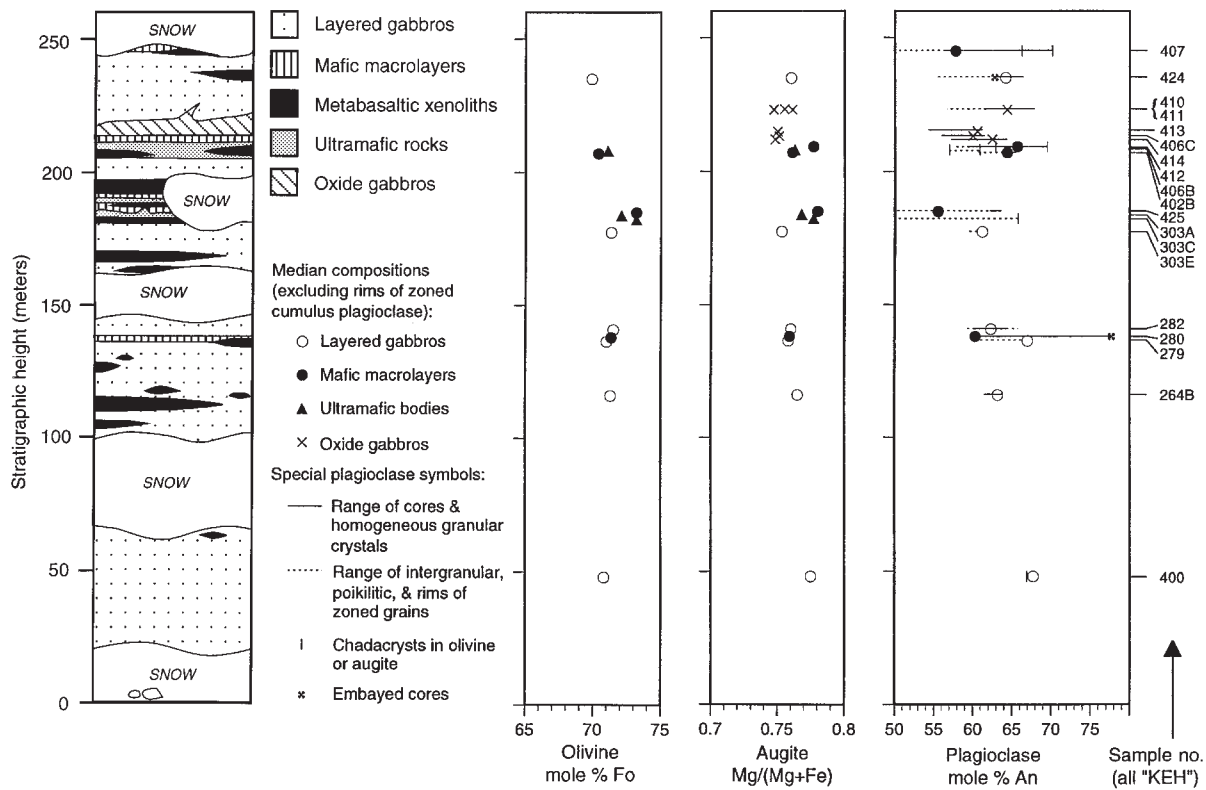 Stratigraphic height (meters)
250
200
150
100
50
0
SNOW
SNOW
SNOW
SNOW
SNOW
Layered gabbros
Mafic macrolayers
Metabasaltic xenoliths
Ultramafic rocks
Oxide gabbros
Median compositions
(excluding rims of zoned
cumulus plagioclase):
Layered gabbros
Mafic macrolayers
Ultramafic bodies
Oxide gabbros
Special plagioclase symbols:
Range of cores &
homogeneous granular
crystals
Range of intergranular,
poikilitic, & rims of
zoned grains
Chadacrysts in olivine
or augite
Embayed cores
65 70 75
Olivine
mole % Fo
0.7 0.8
Augite
Mg/(Mg+Fe)
50 55 60 65 70 80
Plagioclase
mole % An
407
424
410
411
413
406C
414
412
406B
402B
425
303A
303C
303E
282
280
279
264B
400
Sample no.
(all "KEH")